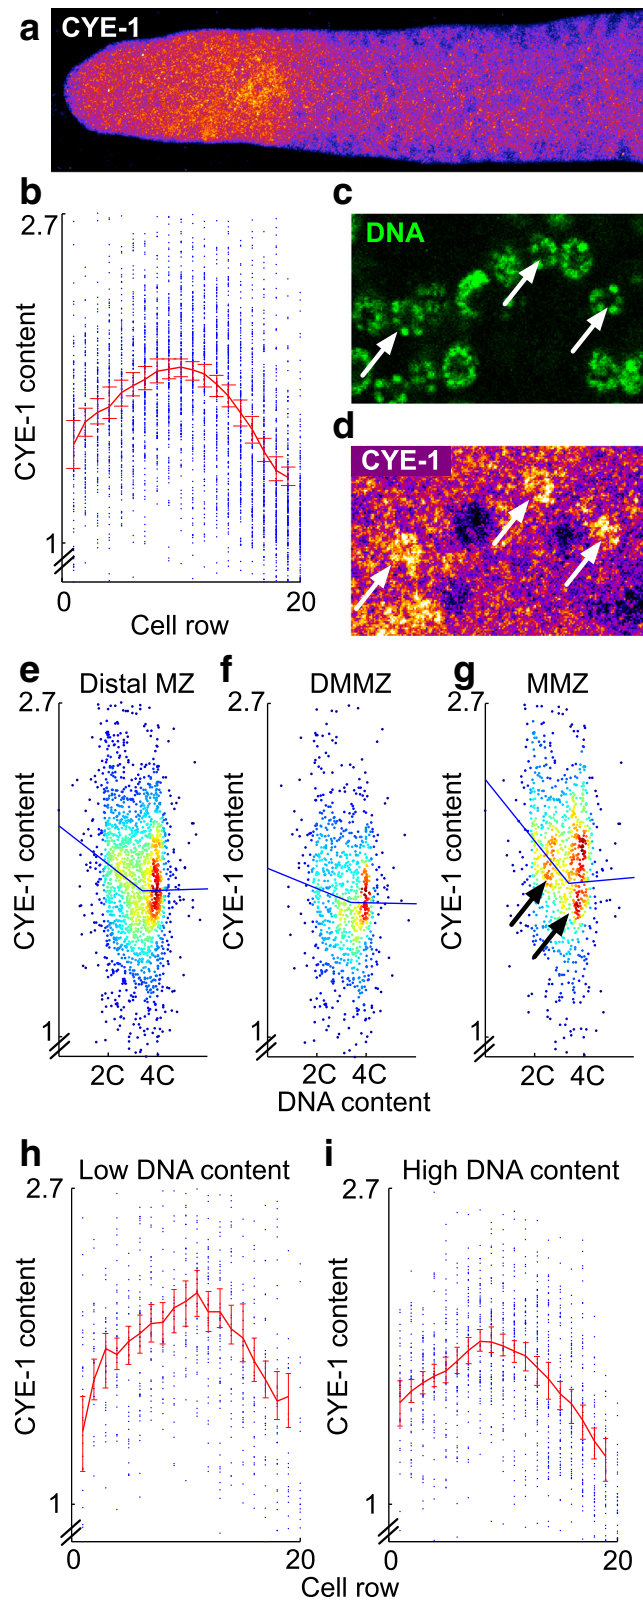 a CYE-1
b
2.7
CYE-1 content
1
0 20
Cell row
c
DNA
d
CYE-1
e Distal MZ
2.7
CYE-1 content
1
2C 4C
f DMMZ
2.7
CYE-1 content
1
2C 4C
g MMZ
2.7
CYE-1 content
1
2C 4C
DNA content
h Low DNA content
2.7
CYE-1 content
1
0 20
i High DNA content
2.7
CYE-1 content
1
0 20
Cell row